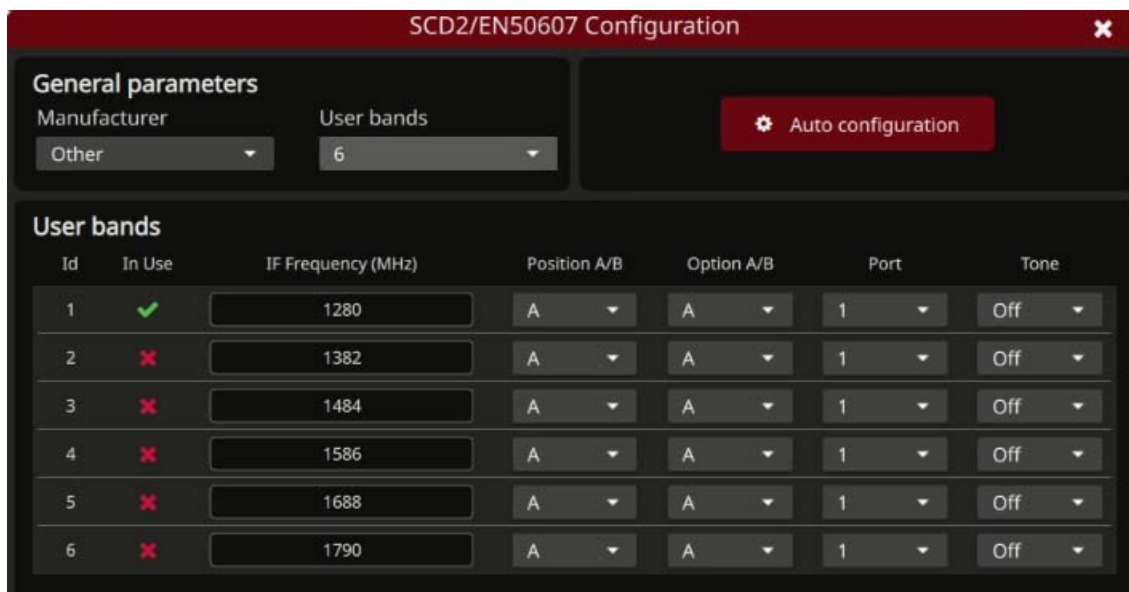 SCD2/EN50607 Configuration
General parameters
Manufacturer User bands
Other 6
Auto configuration
User bands
Id In Use IF Frequency (MHz) Position A/B Option A/B Port Tone
1 1280 A A 1 Off
2 1382 A A 1 Off
3 1484 A A 1 Off
4 1586 A A 1 Off
5 1688 A A 1 Off
6 1790 A A 1 Off